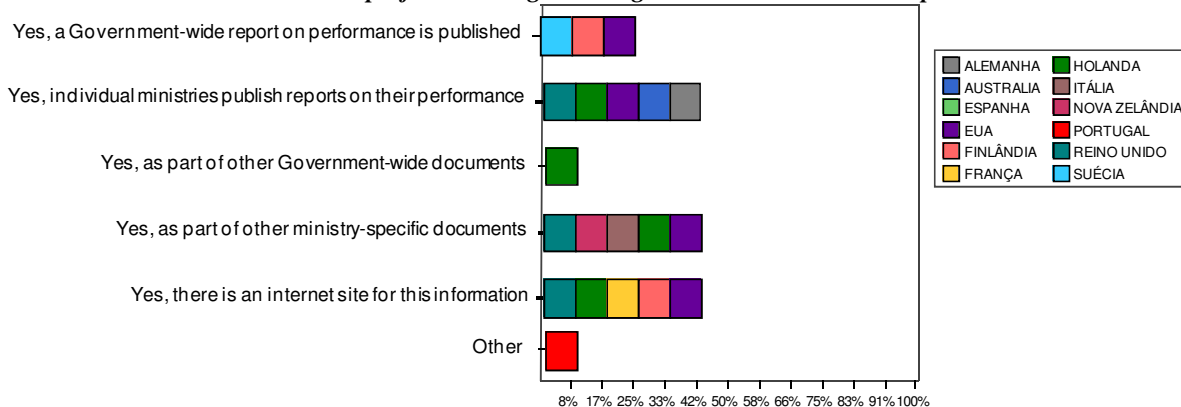 Yes, a Government-wide report on performance is published
Yes, individual ministries publish reports on their performance
Yes, as part of other Government-wide documents
Yes, as part of other ministry-specific documents
Yes, there is an internet site for this information
Other
8% 17% 25% 33% 42% 50% 58% 66% 75% 83% 91% 100%
ALEMANHA HOLANDA
AUSTRALIA ITÁLIA
ESPANHA NOVA ZELÂNDIA
EUA PORTUGAL
FINLÂNDIA REINO UNIDO
FRANÇA SUÉCIA